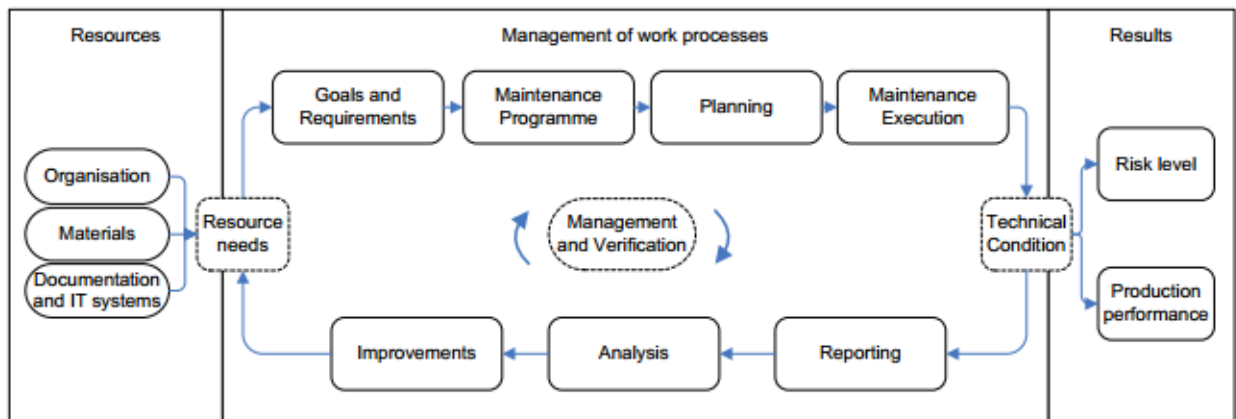 Resources
Management of work processes
Results
Goals and
Requirements
Maintenance
Programme
Planning
Maintenance
Execution
Organisation
Materials
Documentation
and IT systems
Resource
needs
Management
and Verification
Technical
Condition
Risk level
Production
performance
Improvements
Analysis
Reporting